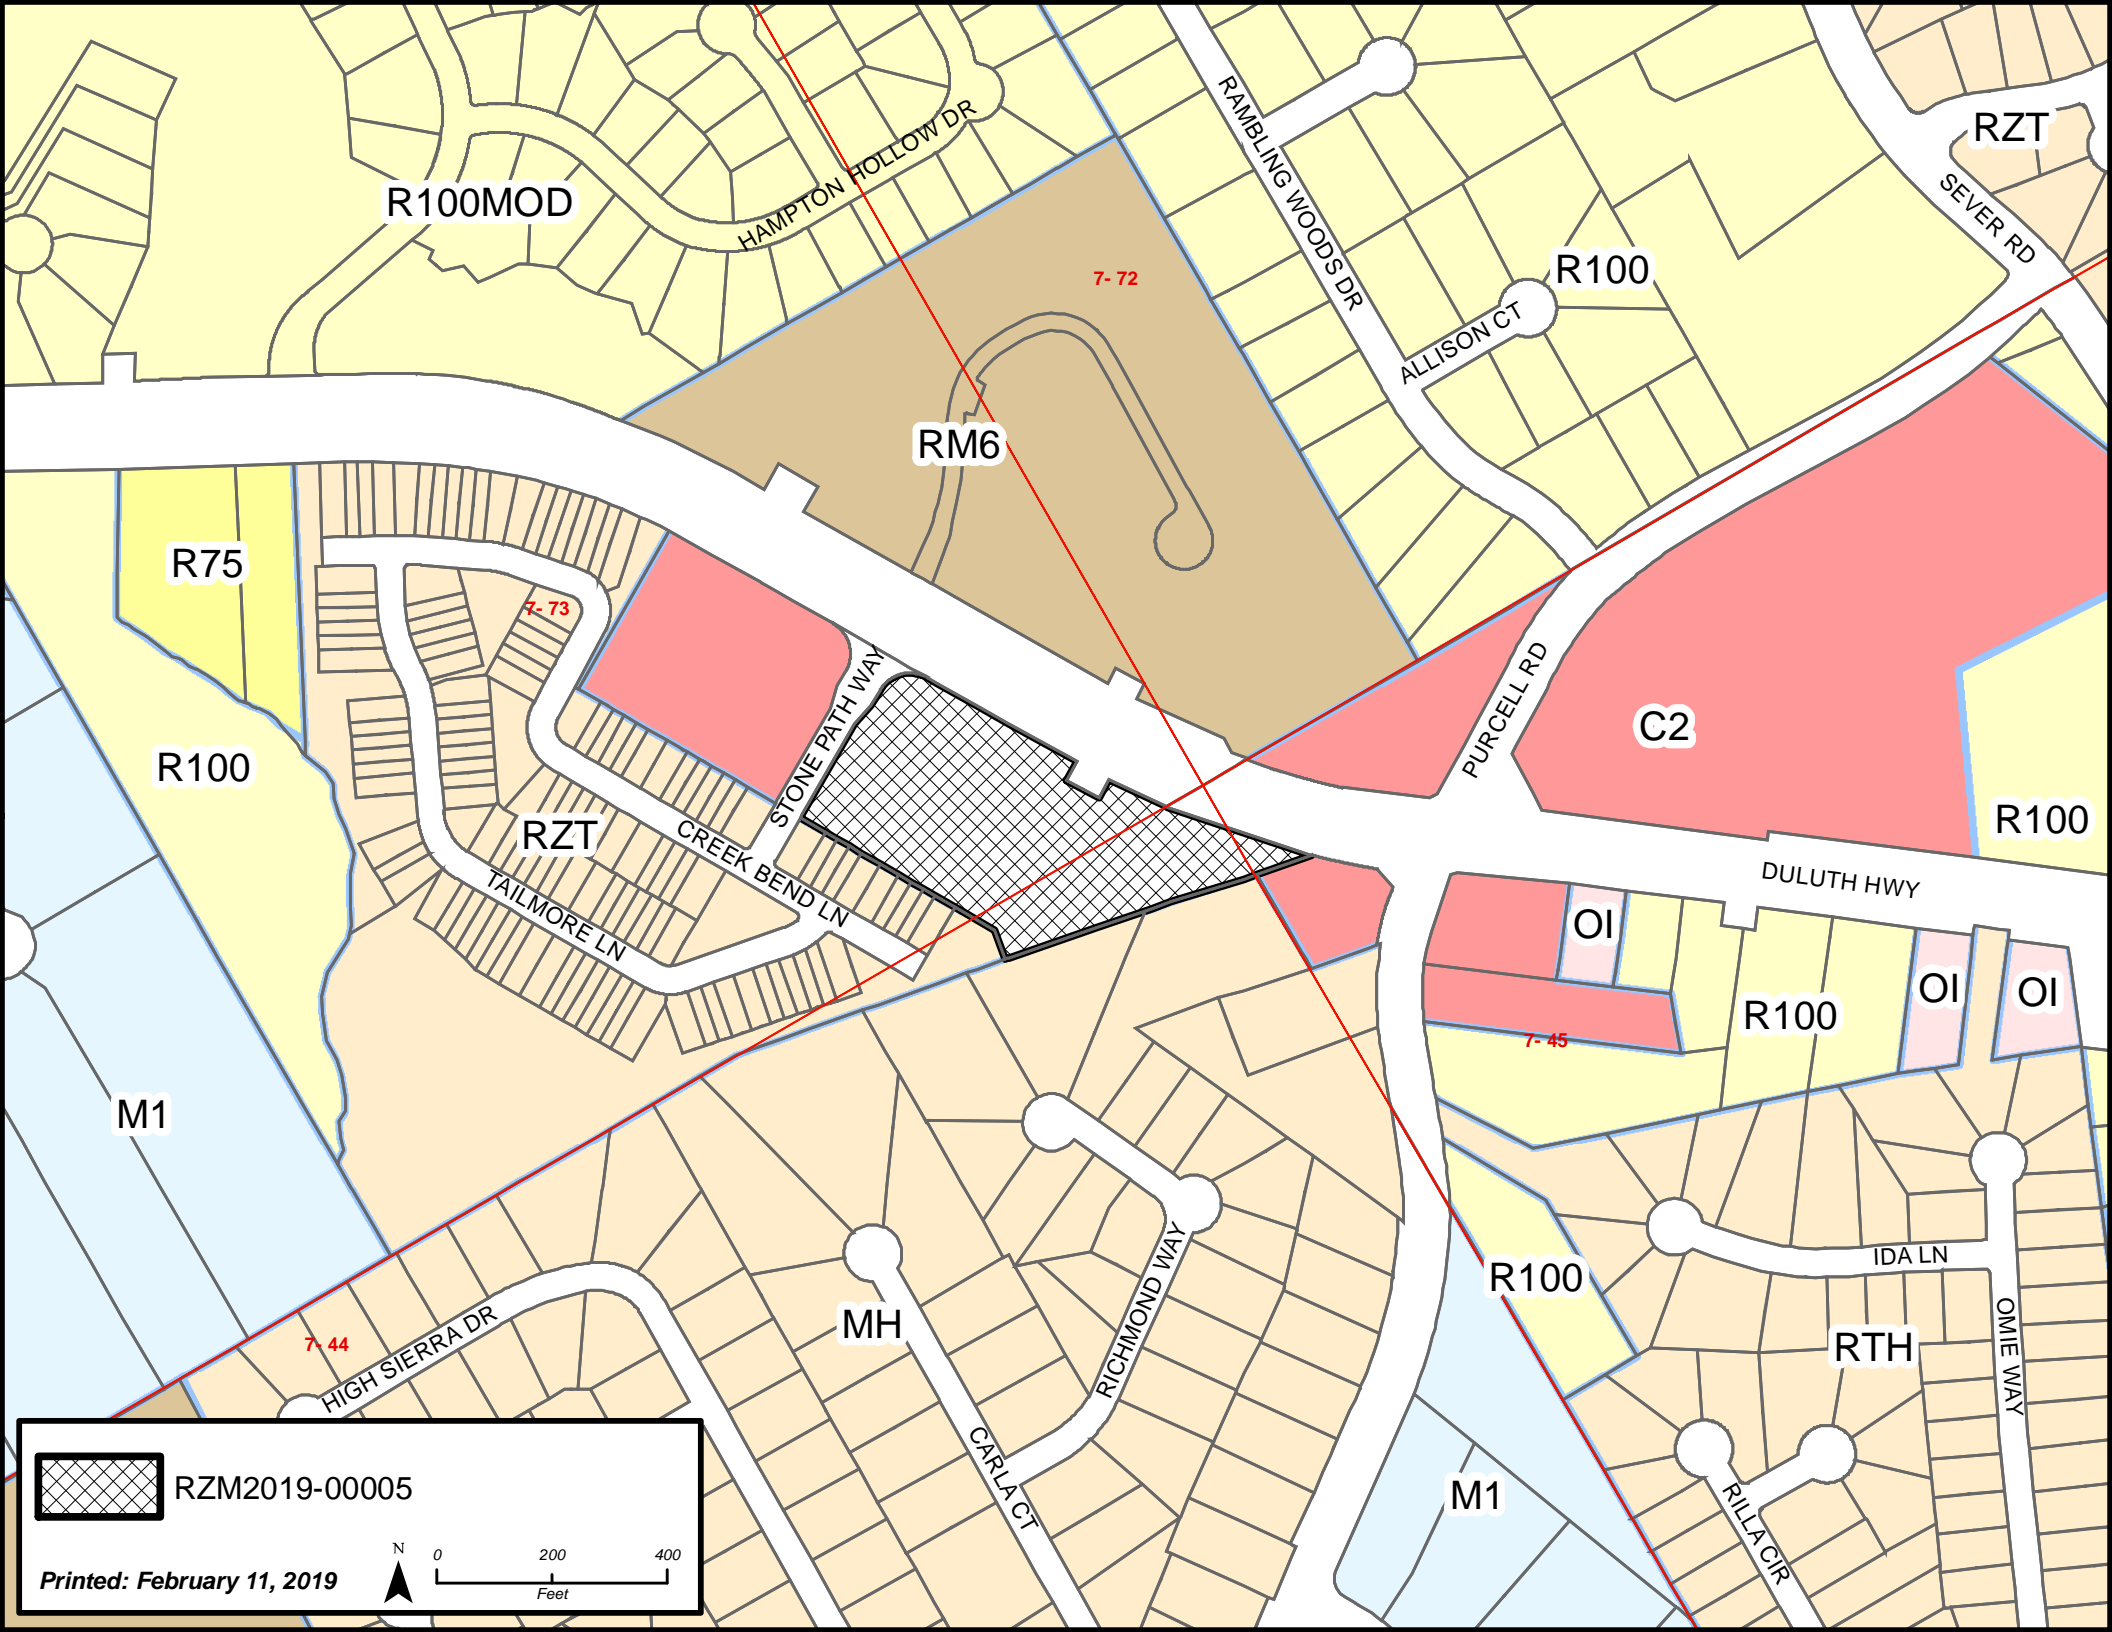 RZT
HAMPTON HOLLOW DR
RAMBLING WOODS DR
R100MOD
SEVER RD
7- 72
R100
ALLISON CT
RM6
R75
7- 73
STONE PATH WAY
PURCELL RD
C2
R100
R100
RZT
CREEK BEND LN
TAILMORE LN
DULUTH HWY
OI
OI
OI
R100
7- 45
M1
R100
IDA LN
MH
RICHMOND WAY
7- 44
HIGH SIERRA DR
RTH
OMIE WAY
CARLA CT
M1
RILLA CIR
RZM2019-00005
N
0 200 400
Feet
Printed: February 11, 2019